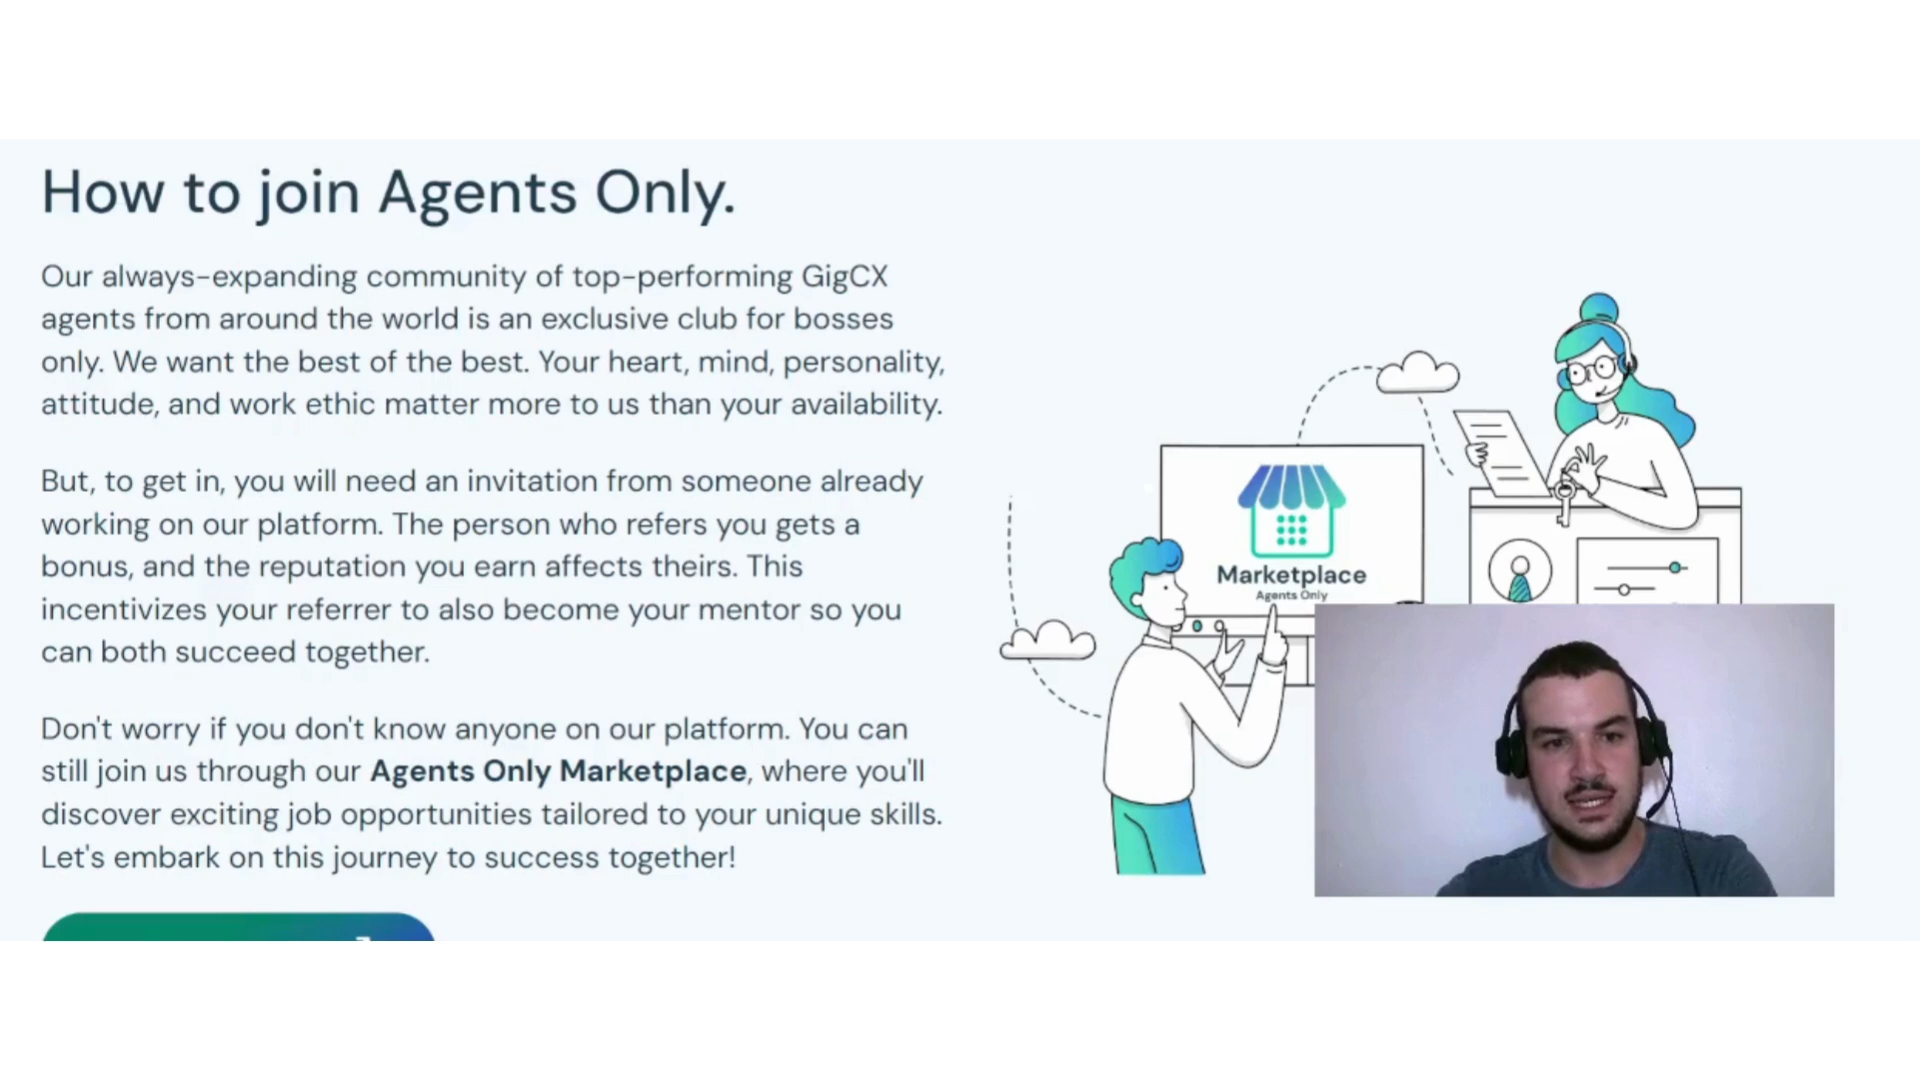 How to join Agents Only.
Our always-expanding community of top-performing GigCX
agents from around the world is an exclusive club for bosses
only. We want the best of the best. Your heart, mind, personality,
attitude, and work ethic matter more to us than your availability.
But, to get in, you will need an invitation from someone already
working on our platform. The person who refers you gets a
bonus, and the reputation you earn affects theirs. This
incentivizes your referrer to also become your mentor so you
can both succeed together.
Don't worry if you don't know anyone on our platform. You can
still join us through our Agents Only Marketplace, where you'll
discover exciting job opportunities tailored to your unique skills.
Let's embark on this journey to success together!
Marketplace
Agents Only